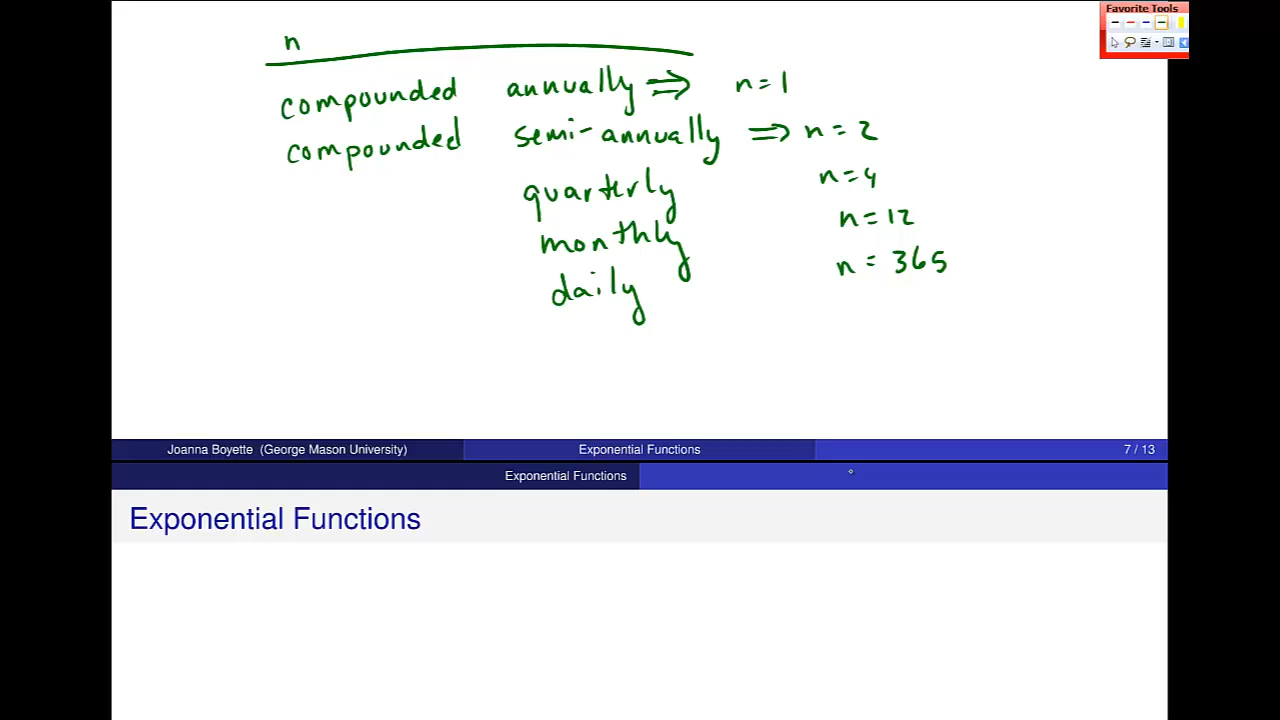 Favorite Tools
n
compounded annually ⇒ n=1
compounded semi-annually ⇒ n=2
quarterly n=4
monthly n=12
daily n=365
Joanna Boyette (George Mason University) Exponential Functions 7 / 13
Exponential Functions
Exponential Functions